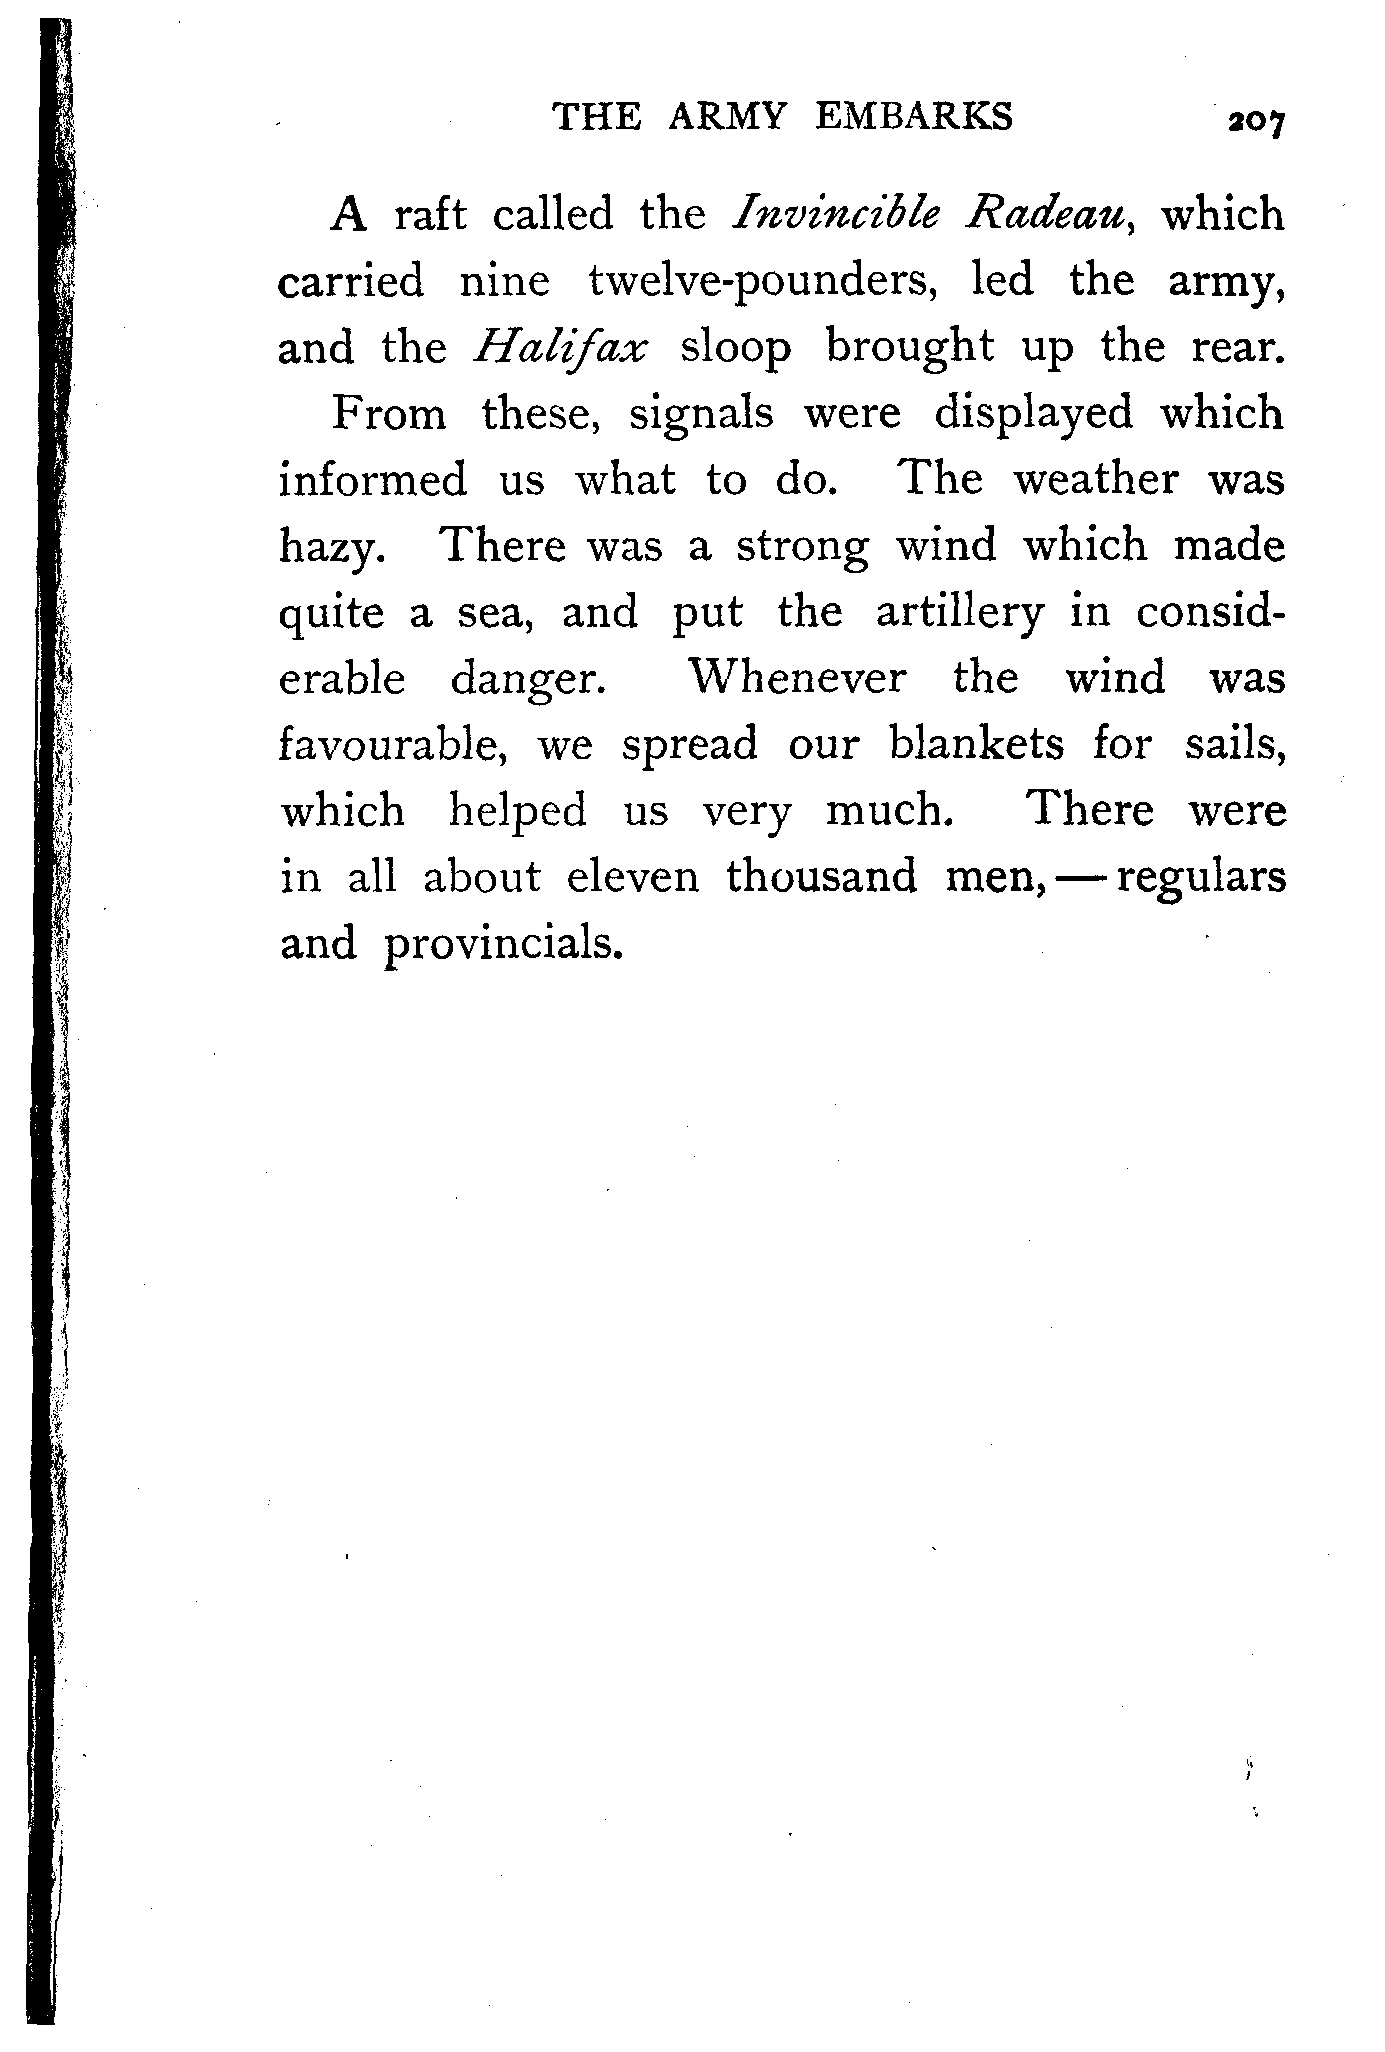 THE ARMY EMBARKS 207
A raft called the Invincible Radeau, which
carried nine twelve-pounders, led the army,
and the Halifax sloop brought up the rear.
From these, signals were displayed which
informed us what to do. The weather was
hazy. There was a strong wind which made
quite a sea, and put the artillery in consid-
erable danger. Whenever the wind was
favourable, we spread our blankets for sails,
which helped us very much. There were
in all about eleven thousand men,—regulars
and provincials.